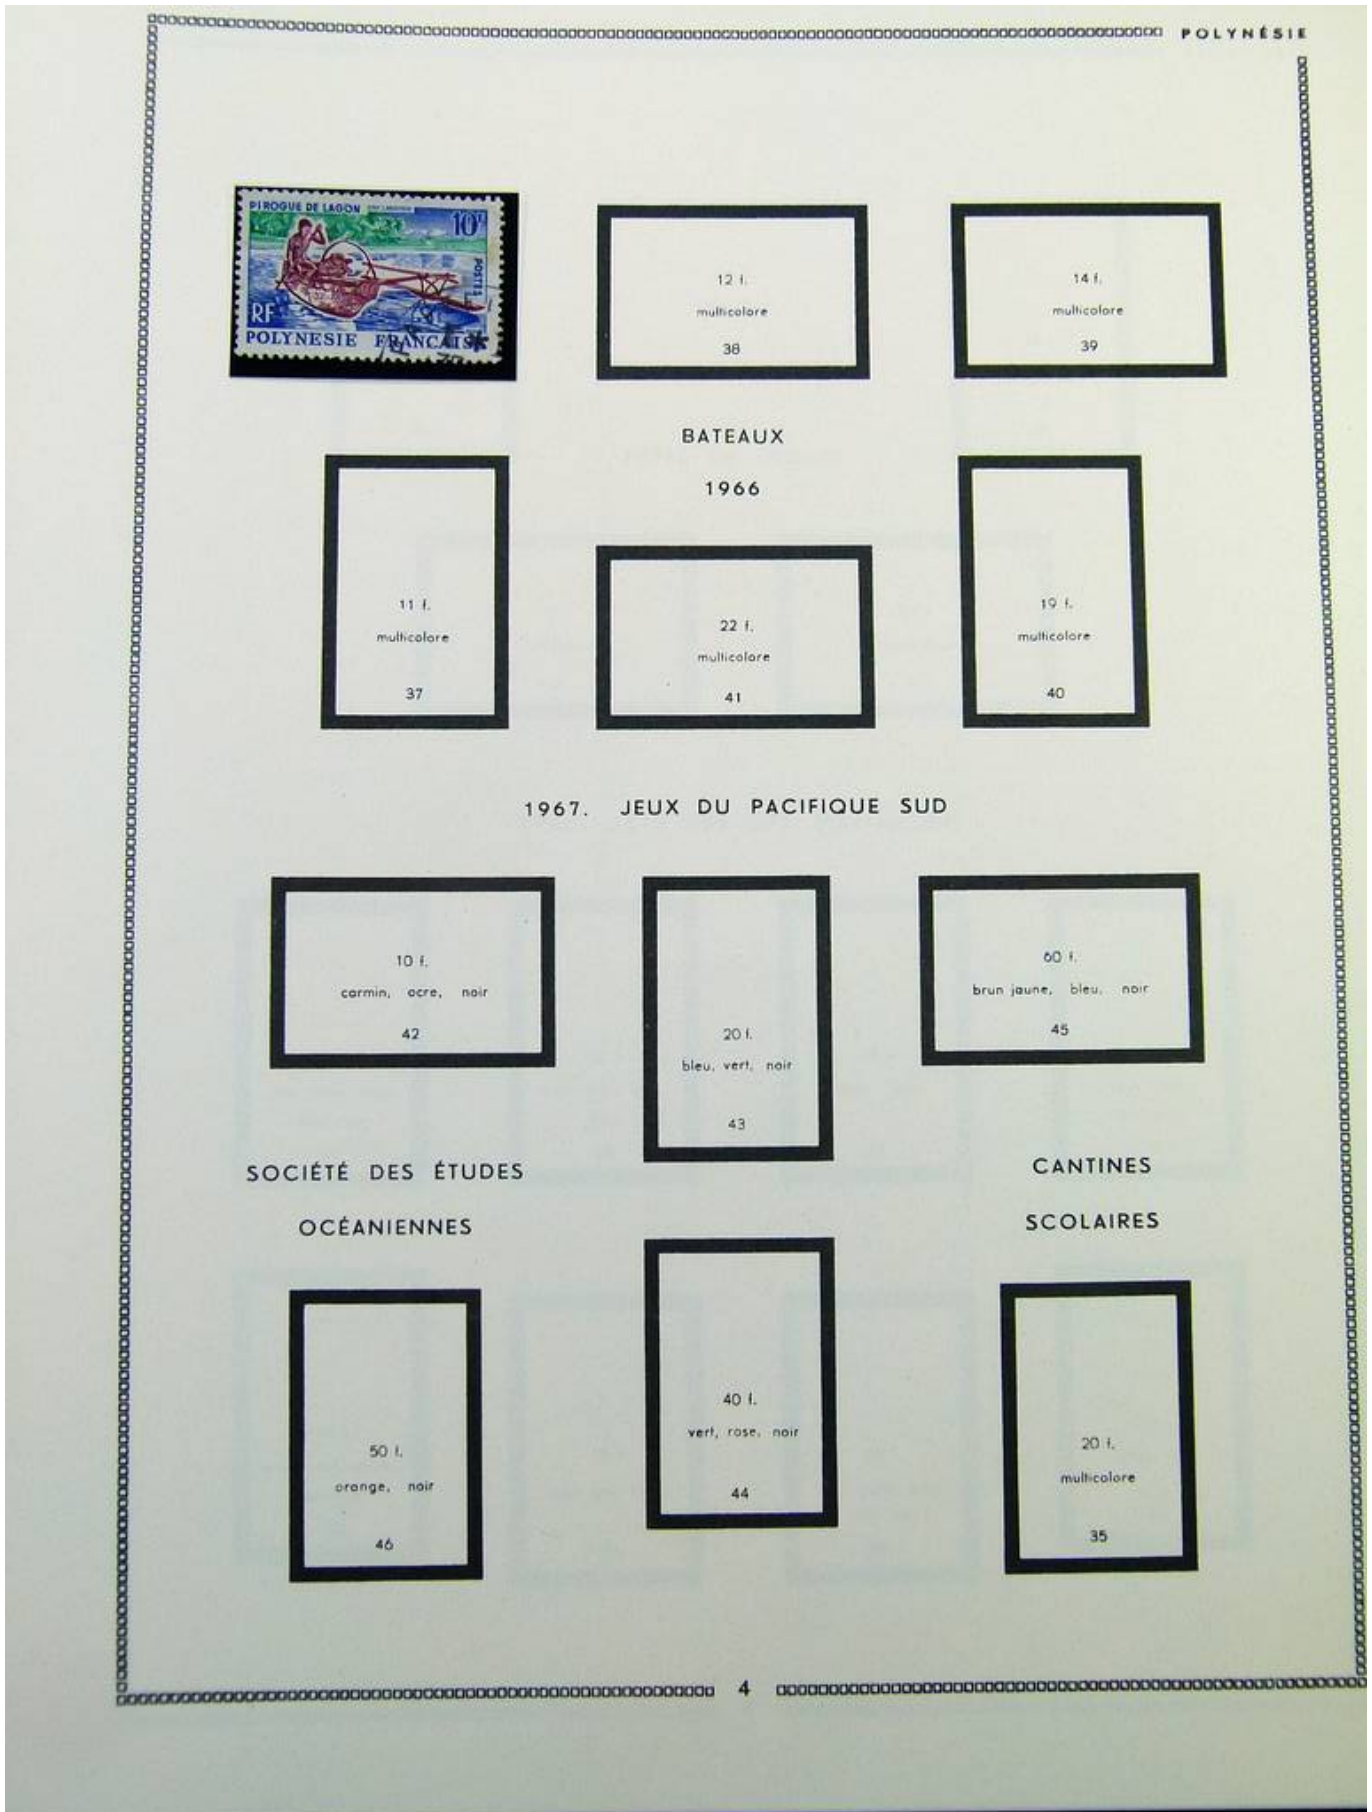 POLYNÉSIE
PIROGUE DE LAGON
10F
POSTES
RF
POLYNESIE FRANCAISE
12 f.
multicolore
38
14 f.
multicolore
39
BATEAUX
1966
11 f.
multicolore
37
22 f.
multicolore
41
19 f.
multicolore
40
1967. JEUX DU PACIFIQUE SUD
10 f.
carmin, ocre, noir
42
20 f.
bleu, vert, noir
43
60 f.
brun jaune, bleu, noir
45
SOCIÉTÉ DES ÉTUDES
OCÉANIENNES
CANTINES
SCOLAIRES
50 f.
orange, noir
46
40 f.
vert, rose, noir
44
20 f.
multicolore
35
4